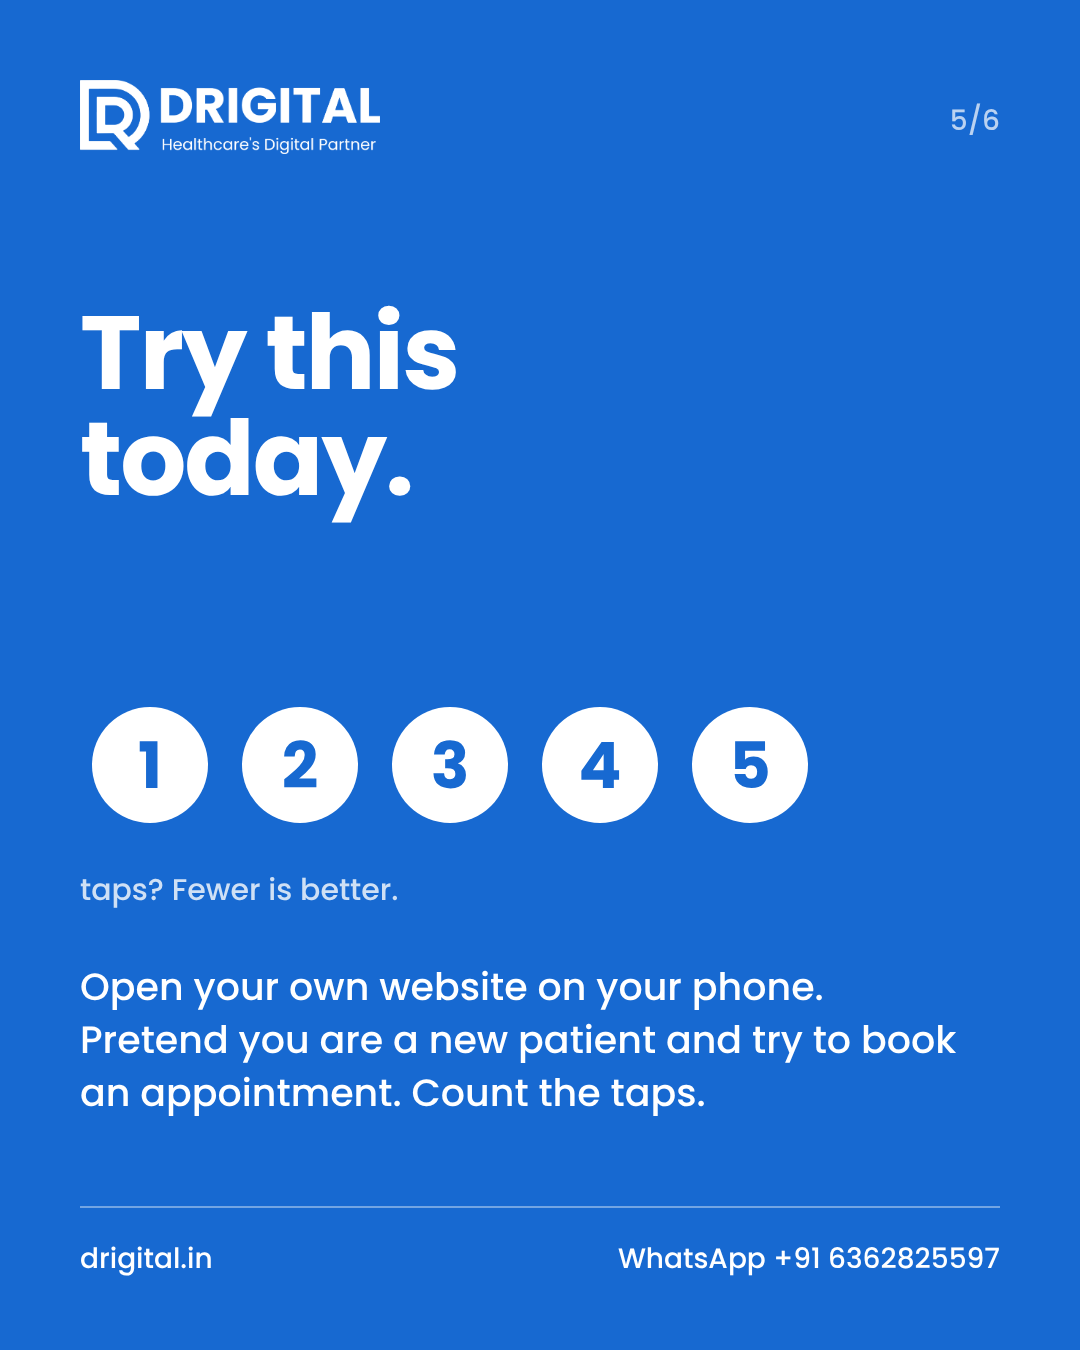 DRIGITAL
Healthcare's Digital Partner
5/6
Try this
today.
1 2 3 4 5
taps? Fewer is better.
Open your own website on your phone.
Pretend you are a new patient and try to book
an appointment. Count the taps.
drigital.in
WhatsApp +91 6362825597